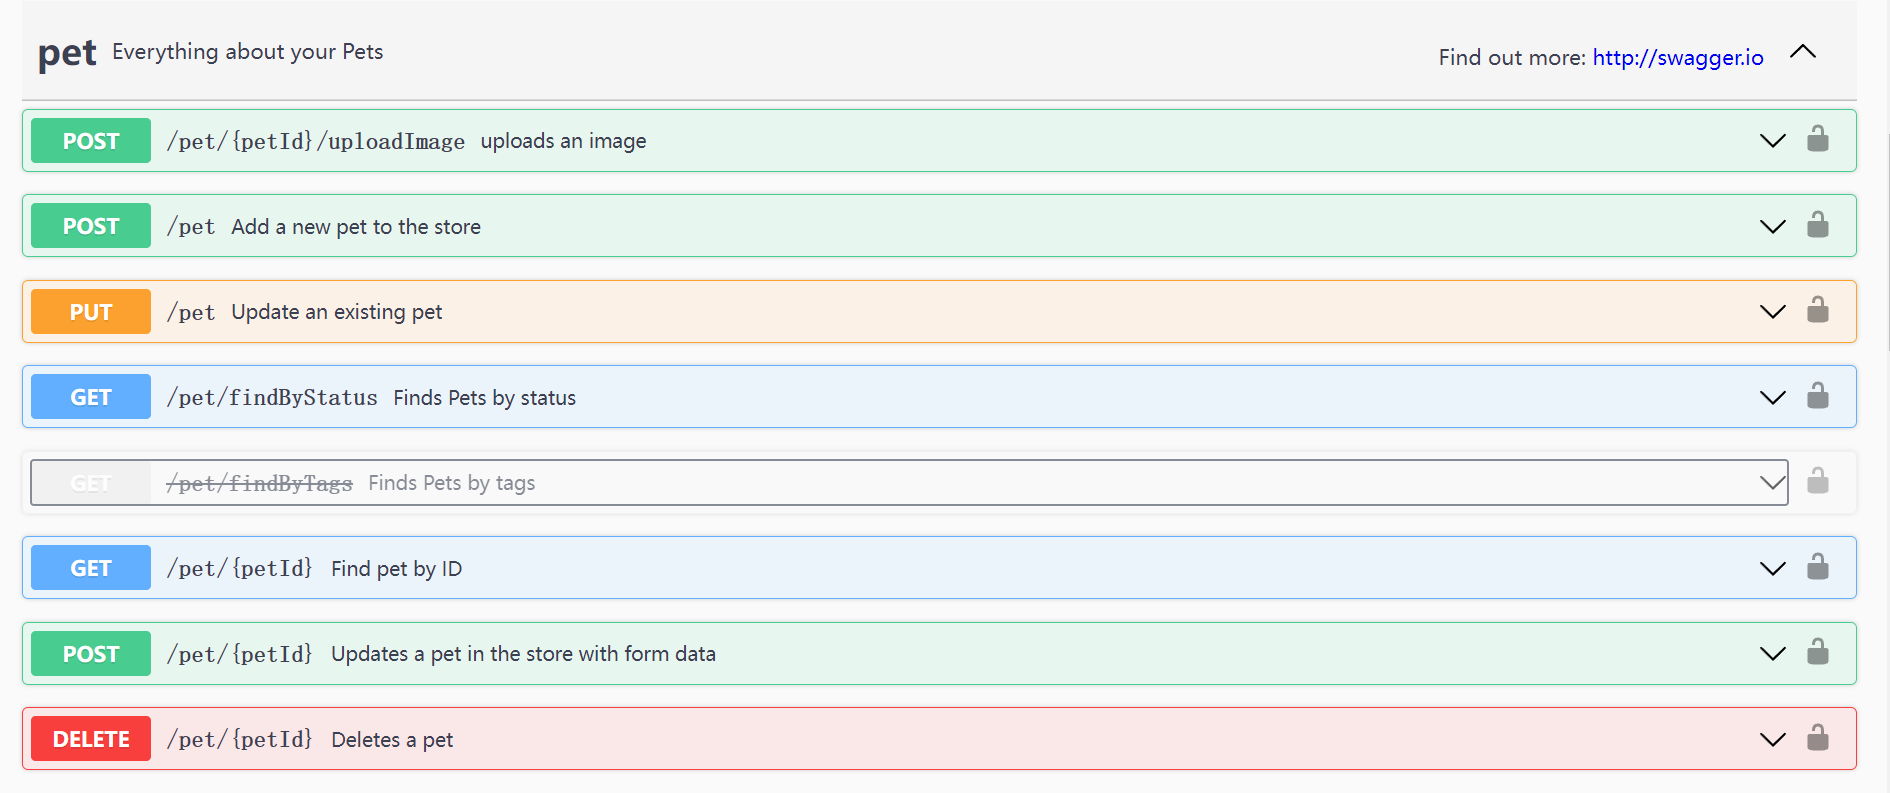 pet Everything about your Pets Find out more: http://swagger.io
POST /pet/{petId}/uploadImage uploads an image
POST /pet Add a new pet to the store
PUT /pet Update an existing pet
GET /pet/findByStatus Finds Pets by status
GET /pet/findByTags Finds Pets by tags
GET /pet/{petId} Find pet by ID
POST /pet/{petId} Updates a pet in the store with form data
DELETE /pet/{petId} Deletes a pet